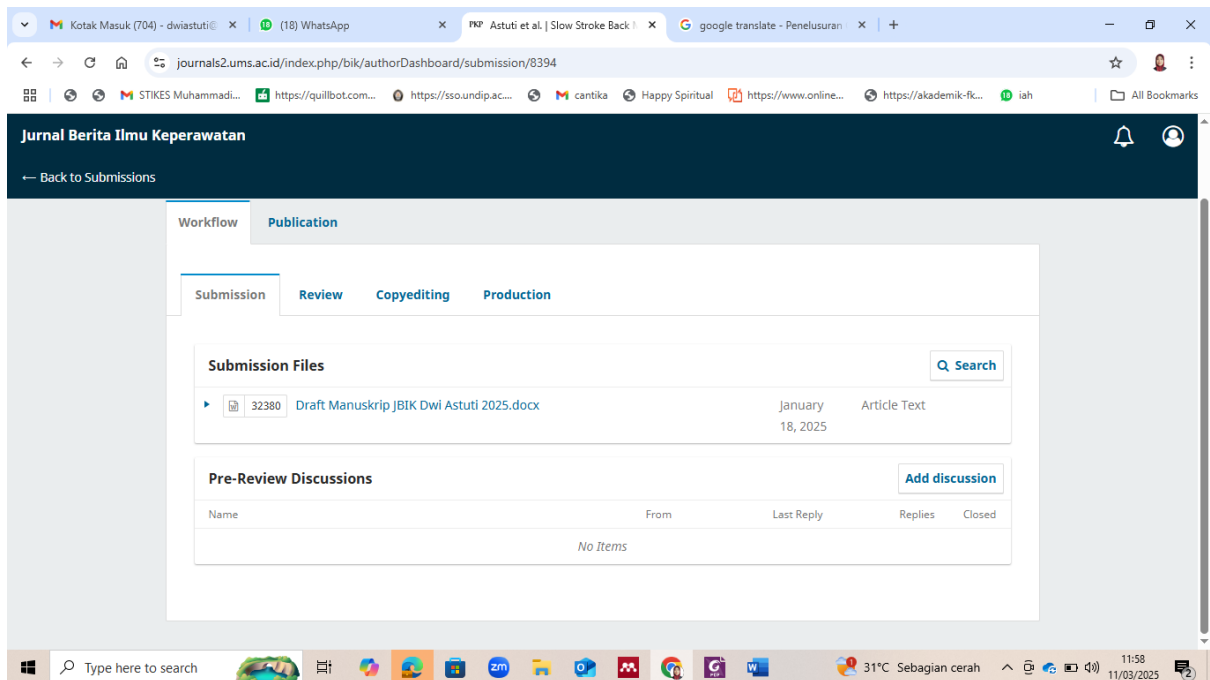 Kotak Masuk (704) - dwiastuti@
(18) WhatsApp
PKP Astuti et al. | Slow Stroke Back
google translate - Penelusuran
journals2.ums.ac.id/index.php/bik/authorDashboard/submission/8394
STIKES Muhammadi...
https://quillbot.com...
https://sso.undip.ac....
cantika
Happy Spiritual
https://www.online...
https://akademik-fk...
iah
All Bookmarks
Jurnal Berita Ilmu Keperawatan
← Back to Submissions
Workflow Publication
Submission Review Copyediting Production
Submission Files Search
32380 Draft Manuskrip JBIK Dwi Astuti 2025.docx January Article Text
18, 2025
Pre-Review Discussions Add discussion
Name From Last Reply Replies Closed
No Items
Type here to search
31°C Sebagian cerah
11:58
11/03/2025
2